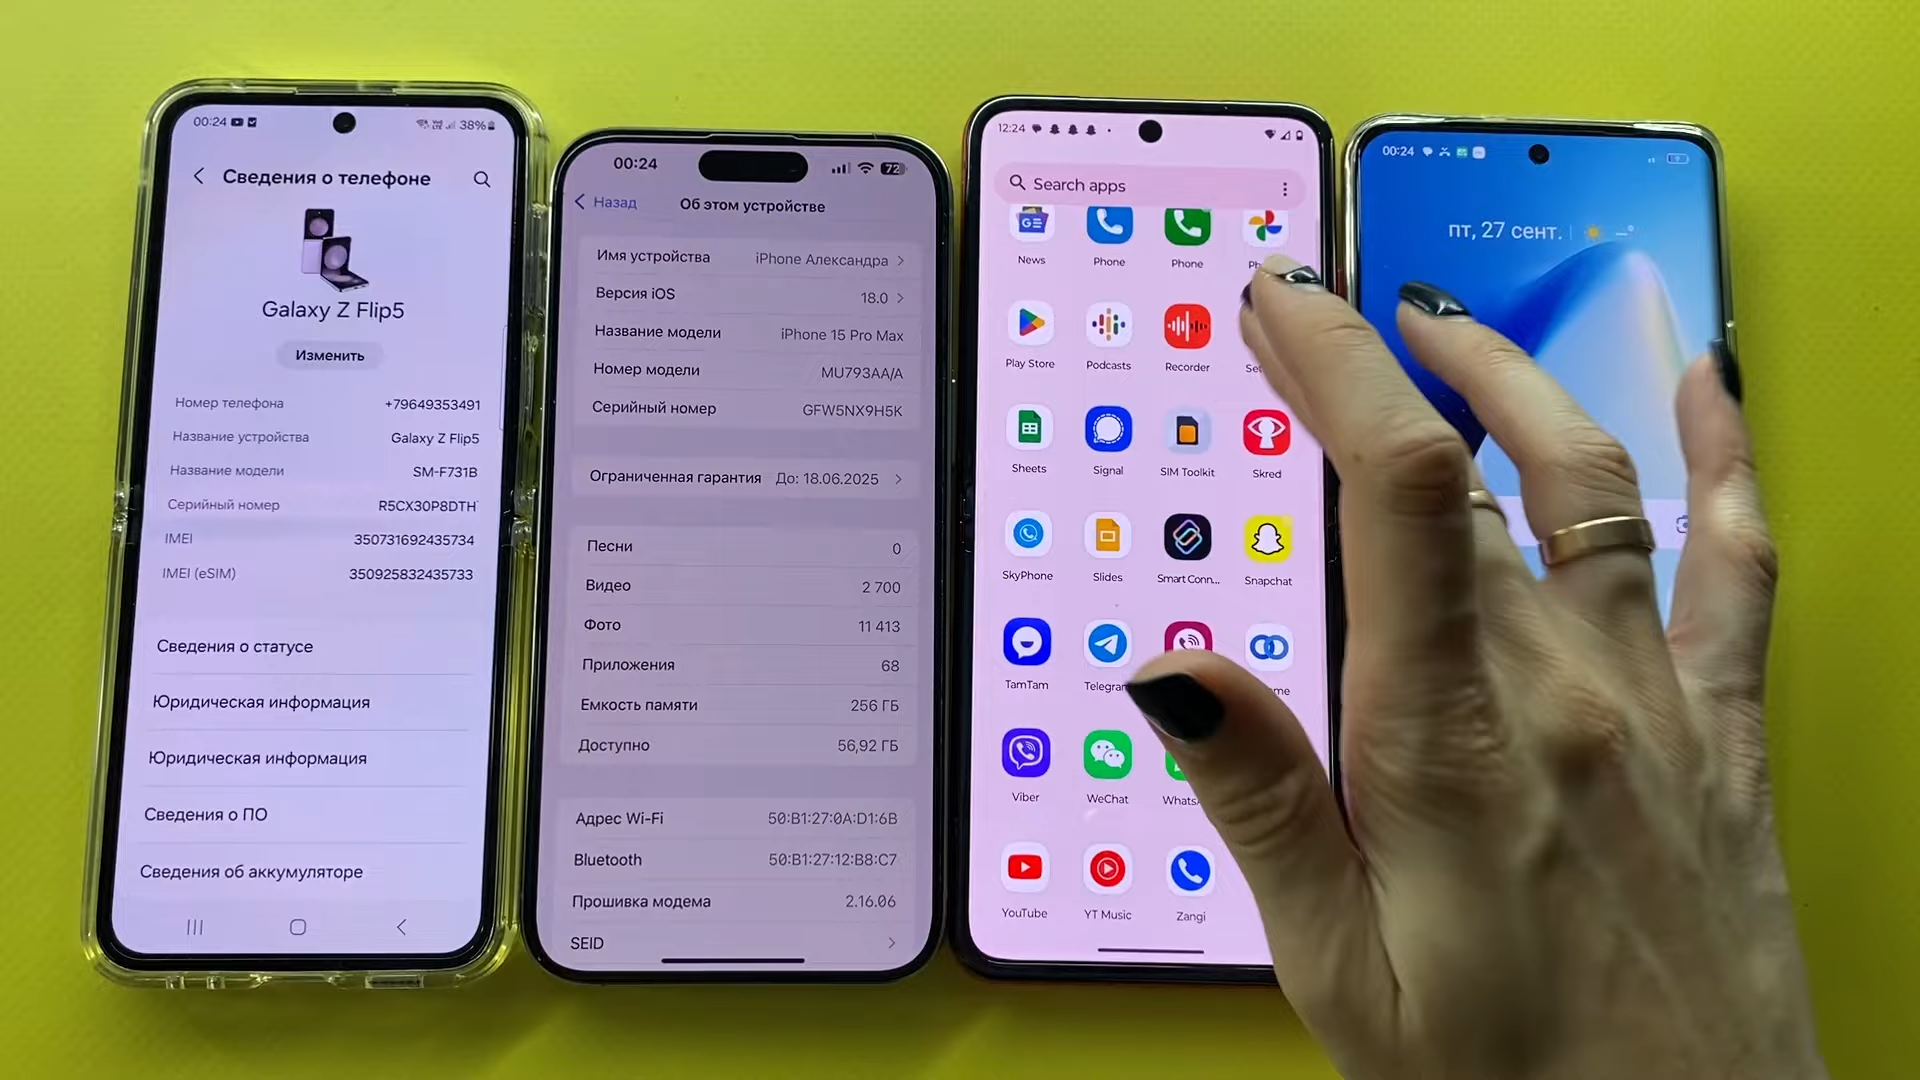 00:24
38%
Сведения о телефоне
Galaxy Z Flip5
Изменить
Номер телефона +79649353491
Название устройства Galaxy Z Flip5
Название модели SM-F731B
Серийный номер R5CX30P8DTH
IMEI 350731692435734
IMEI (eSIM) 350925832435733
Сведения о статусе
Юридическая информация
Юридическая информация
Сведения о ПО
Сведения об аккумуляторе
00:24
72
Назад Об этом устройстве
Имя устройства iPhone Александра
Версия iOS 18.0
Название модели iPhone 15 Pro Max
Номер модели MU793AA/A
Серийный номер GFW5NX9H5K
Ограниченная гарантия До: 18.06.2025
Песни 0
Видео 2 700
Фото 11 413
Приложения 68
Емкость памяти 256 ГБ
Доступно 56,92 ГБ
Адрес Wi-Fi 50:B1:27:0A:D1:6B
Bluetooth 50:B1:27:12:B8:C7
Прошивка модема 2.16.06
SEID
12:24
Search apps
News Phone Phone
Play Store Podcasts Recorder
Sheets Signal SIM Toolkit Skred
SkyPhone Slides Smart Conn... Snapchat
TamTam Telegram
Viber WeChat
YouTube YT Music Zangi
00:24
пт, 27 сент.